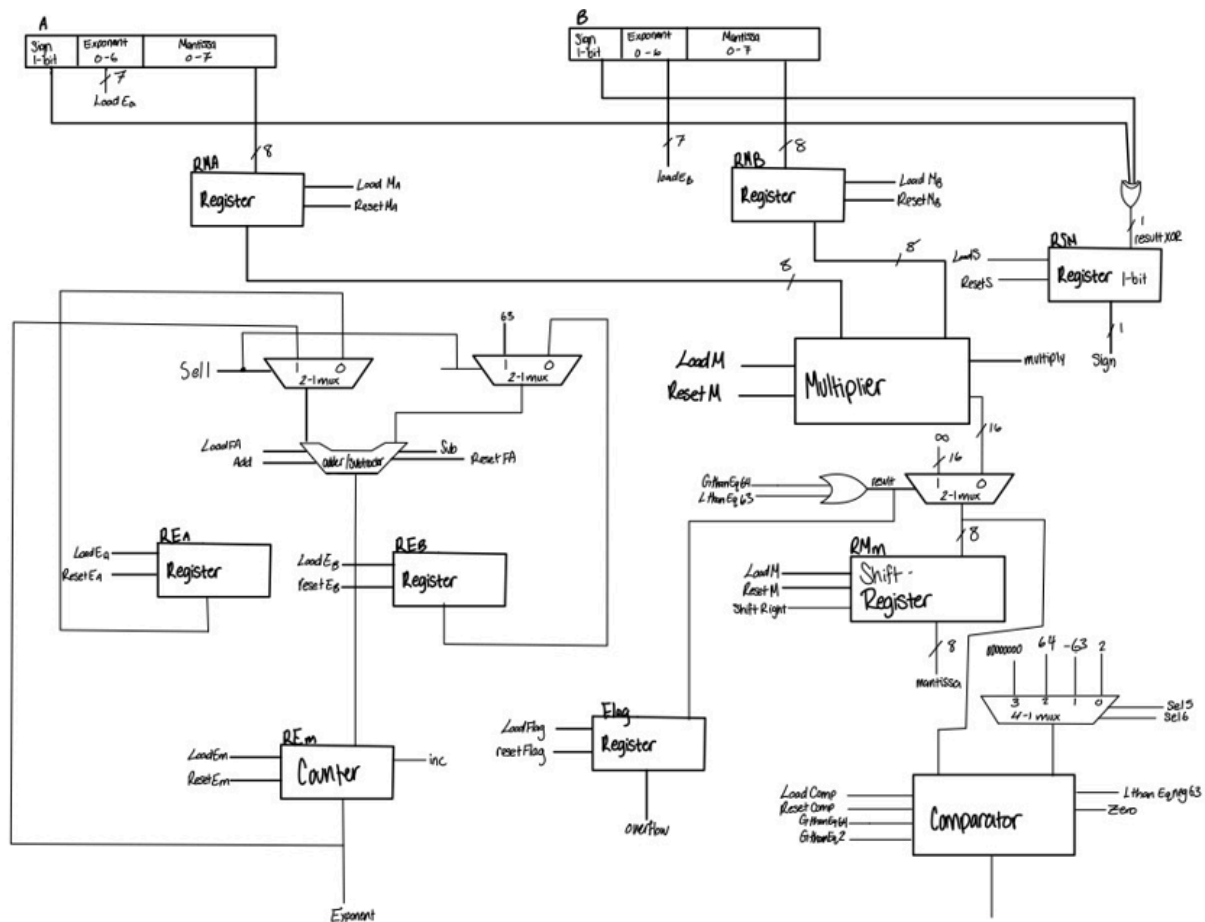 A
B
Sign
1-bit
Exponent
0-6
Mantissa
0-7
Sign
1-bit
Exponent
0-6
Mantissa
0-7
7
Load Ea
8
7
loadEB
8
RMA
Register
Load MA
Reset MA
RMB
Register
Load MB
Reset MB
1
result XOR
RSM
LoadS
ResetS
Register 1-bit
1
Sign
8
8
63
Sel1
1 0
2-1 mux
1 0
2-1 mux
Load M
Reset M
Multiplier
multiply
16
∞
16
LoadFA
Add
adder/subtractor
Sub
Reset FA
GthanEq64
LthanEq63
result
1 0
2-1 mux
8
REA
LoadEa
ResetEA
Register
REB
LoadEB
resetEB
Register
RMm
LoadM
Reset M
Shift Right
Shift-
Register
8
mantissa
64 -63 2
3 2 1 0
4-1 mux
Sel5
Sel6
Flag
LoadFlag
resetFlag
Register
overflow
REm
LoadEm
ResetEm
Counter
inc
Load Comp
Reset Comp
GthanEq64
GthanEq2
Comparator
LthanEqneg63
Zero
Exponent